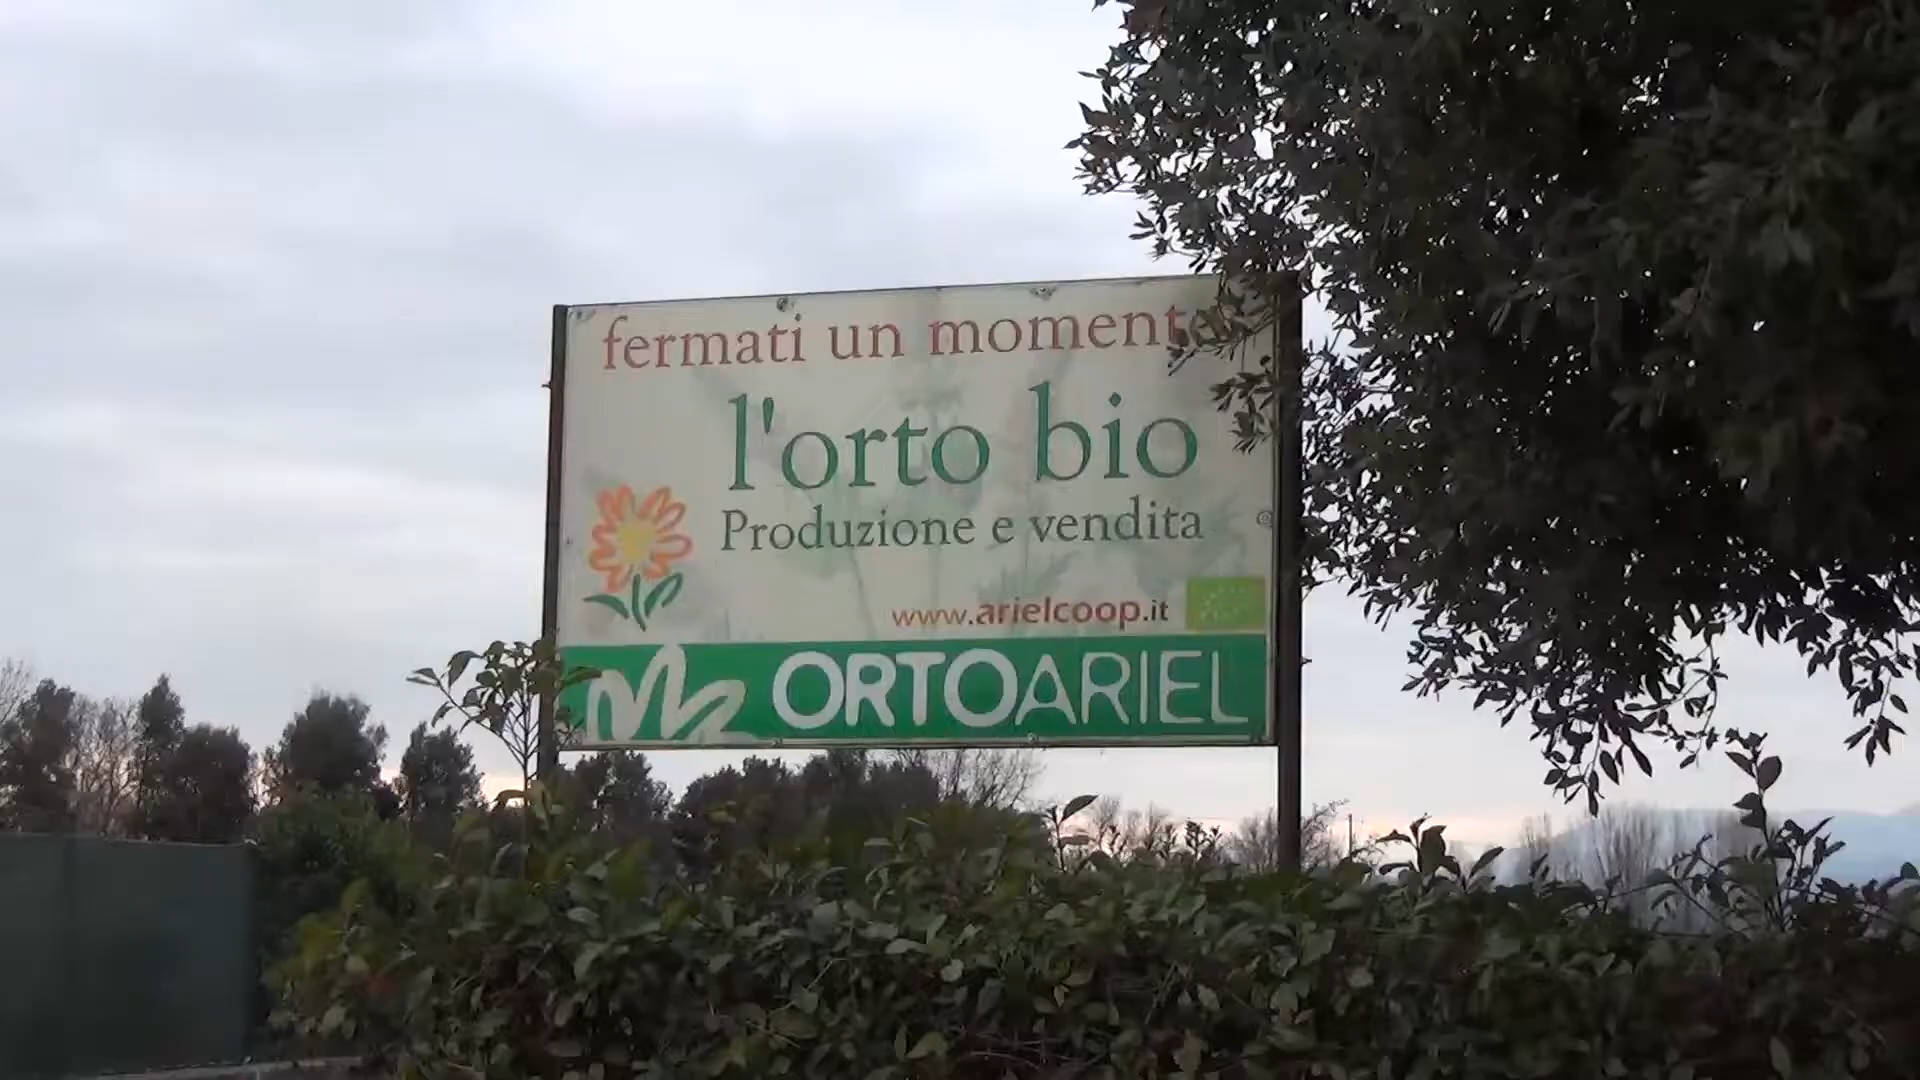 fermati un momento
l'orto bio
Produzione e vendita
www.arielcoop.it
ORTOARIEL